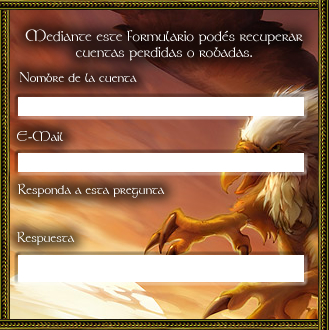 Mediante este Formulario podés recuperar
cuentas perdidas o robadas.
Nombre de la cuenta
E-Mail
Responda a esta pregunta
Respuesta